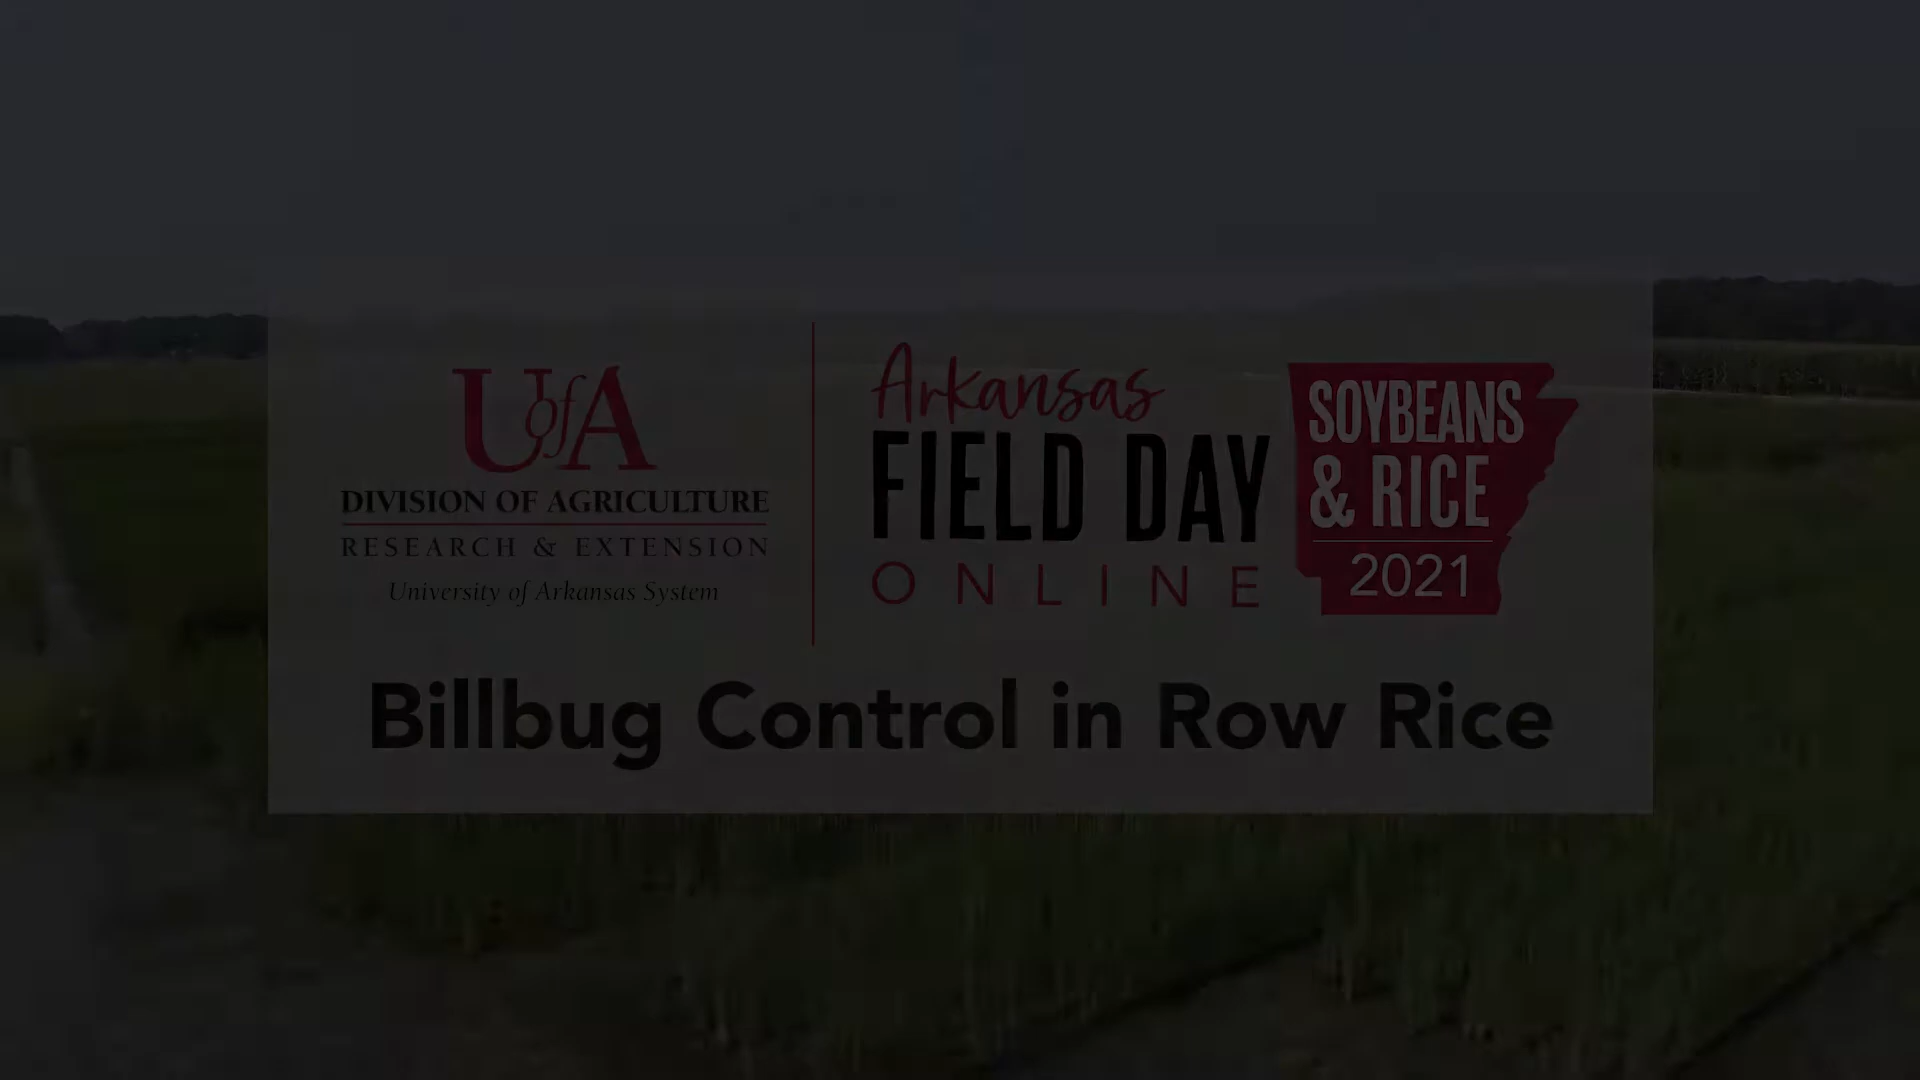 UofA
DIVISION OF AGRICULTURE
RESEARCH & EXTENSION
University of Arkansas System
Arkansas
FIELD DAY
ONLINE
SOYBEANS
& RICE
2021
Billbug Control in Row Rice